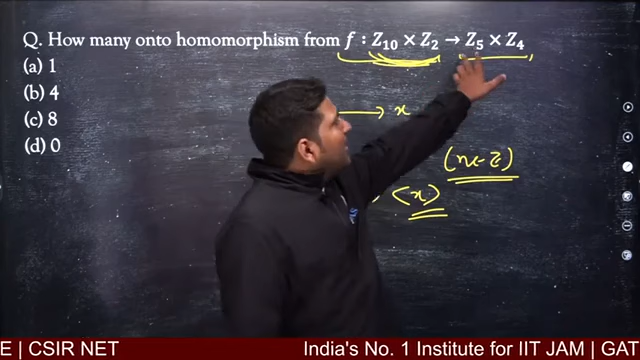 Q. How many onto homomorphism from f : Z₁₀ × Z₂ → Z₅ × Z₄
(a) 1
(b) 4
(c) 8
(d) 0
→ x
⟨x⟩
E | CSIR NET India's No. 1 Institute for IIT JAM | GAT